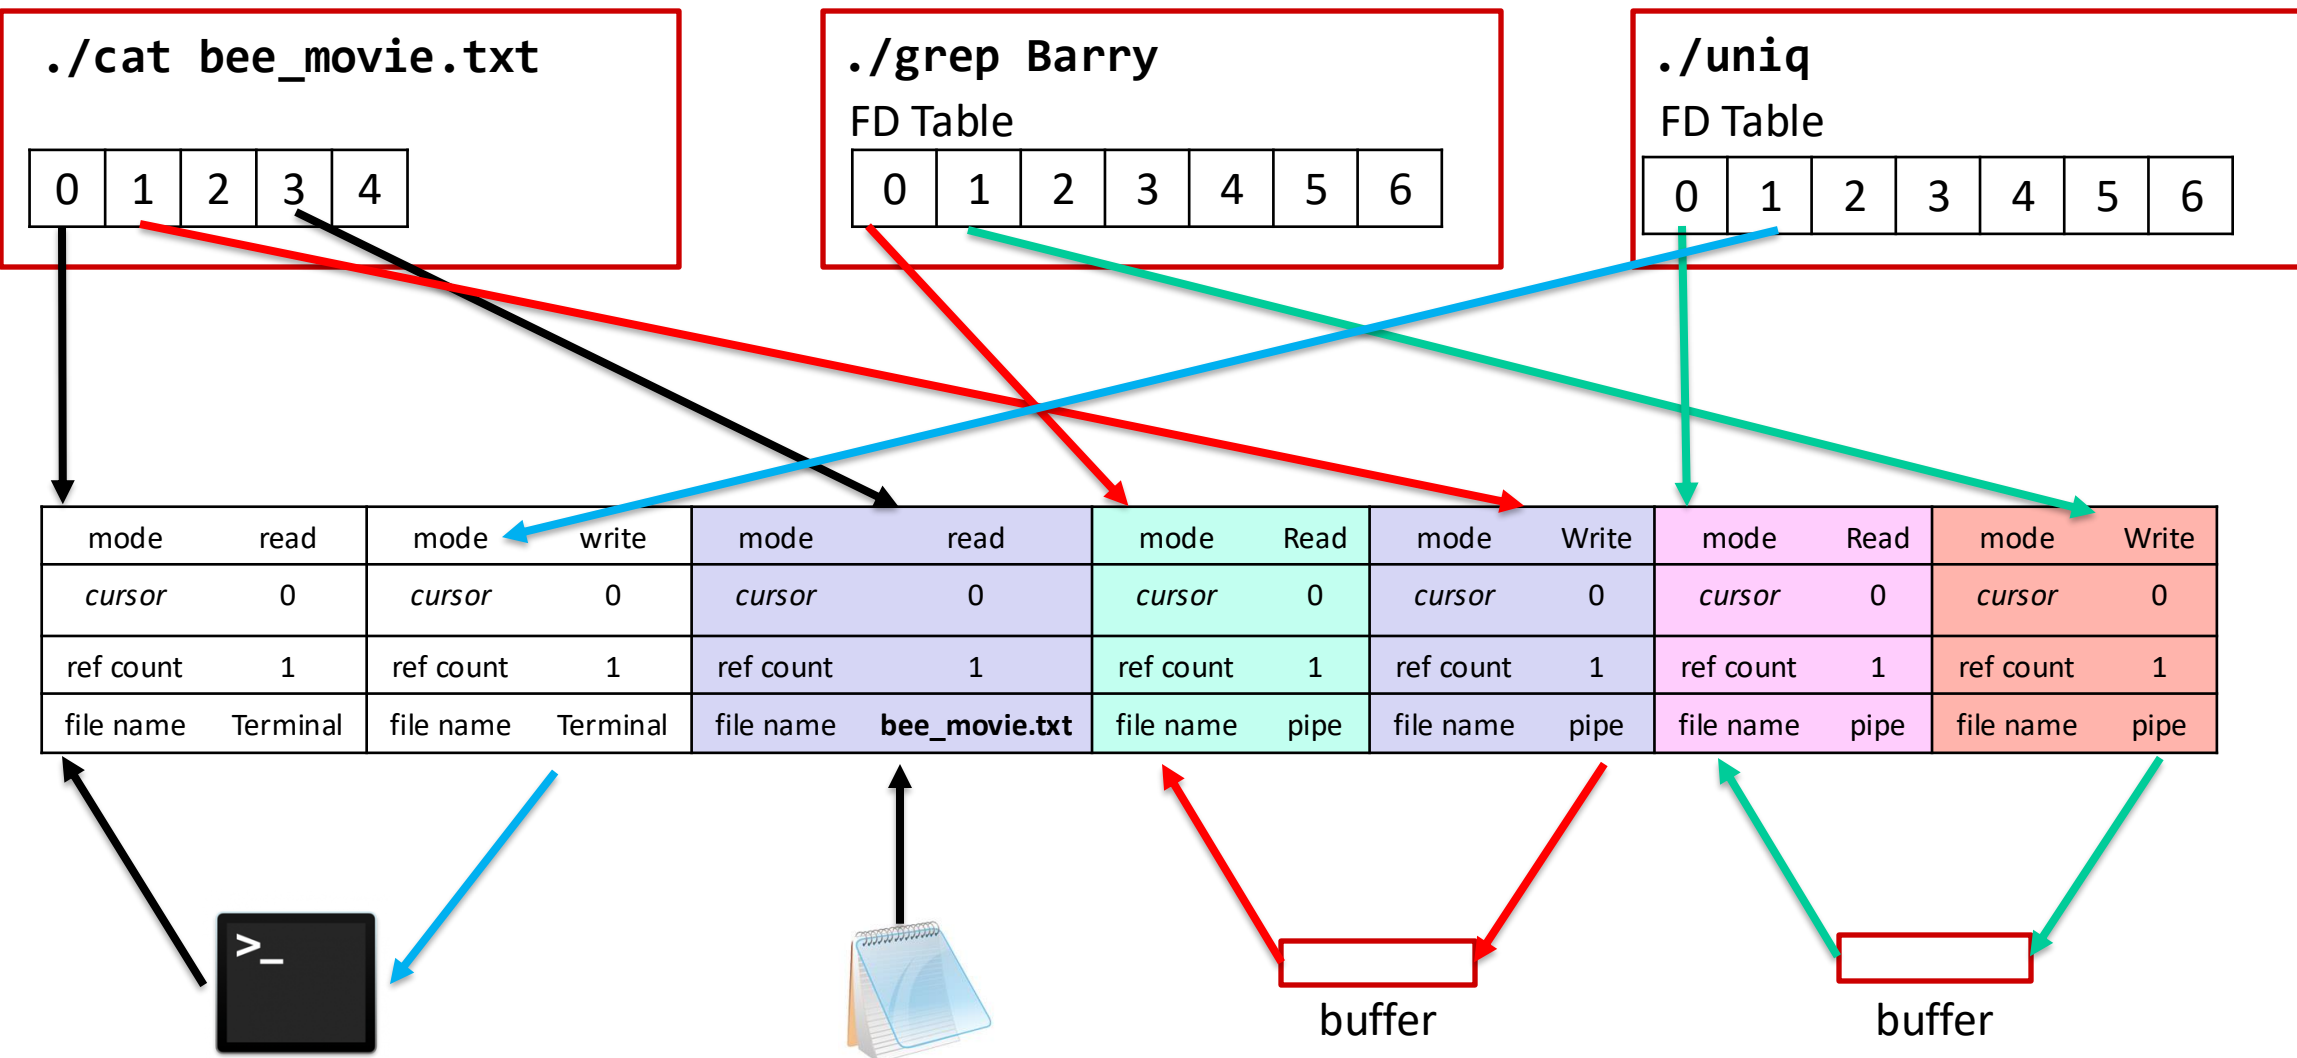 ./cat bee_movie.txt
0 1 2 3 4
./grep Barry
FD Table
0 1 2 3 4 5 6
./uniq
FD Table
0 1 2 3 4 5 6
mode read mode write mode read mode Read mode Write mode Read mode Write
cursor 0 cursor 0 cursor 0 cursor 0 cursor 0 cursor 0 cursor 0
ref count 1 ref count 1 ref count 1 ref count 1 ref count 1 ref count 1 ref count 1
file name Terminal file name Terminal file name bee_movie.txt file name pipe file name pipe file name pipe file name pipe
>_
buffer
buffer